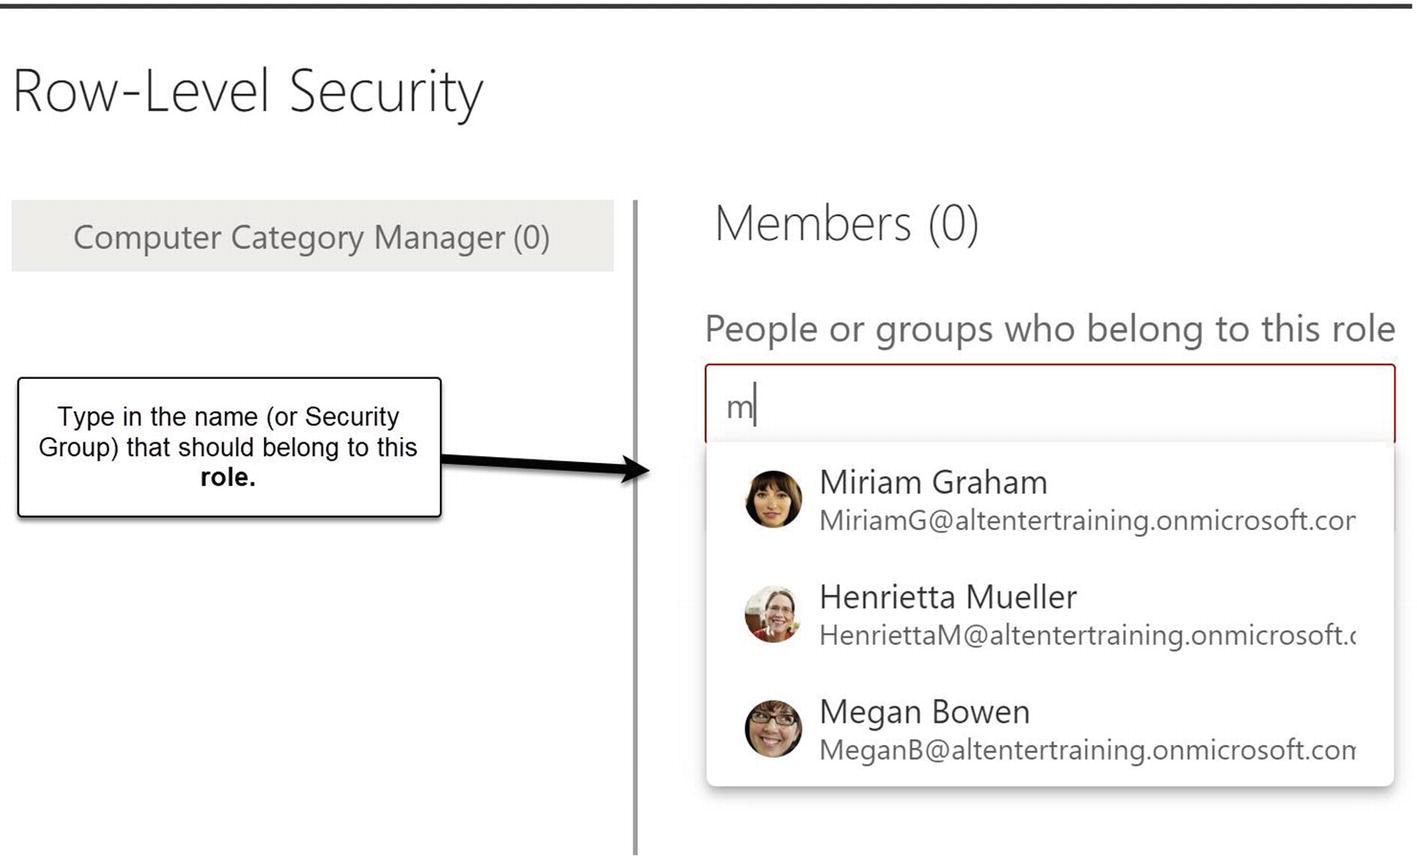 Row-Level Security
Computer Category Manager (0)
Type in the name (or Security
Group) that should belong to this
role.
Members (0)
People or groups who belong to this role
m
Miriam Graham
MiriamG@altentertraining.onmicrosoft.cor
Henrietta Mueller
HenriettaM@altentertraining.onmicrosoft.c
Megan Bowen
MeganB@altentertraining.onmicrosoft.com